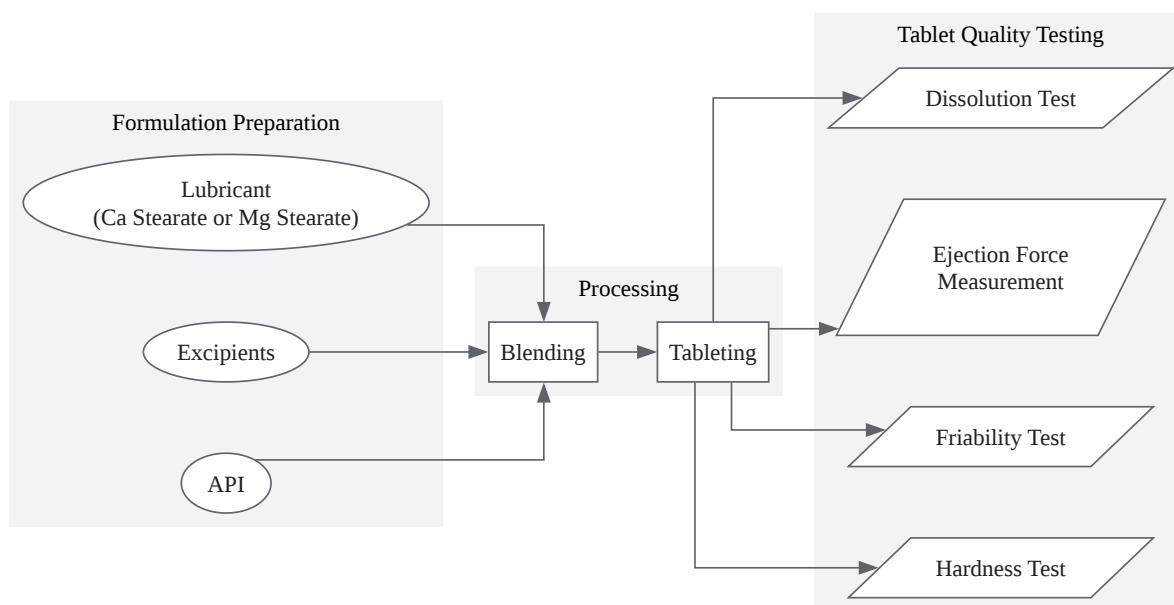 Formulation Preparation
Lubricant
(Ca Stearate or Mg Stearate)
Excipients
API
Processing
Blending
Tableting
Tablet Quality Testing
Dissolution Test
Ejection Force
Measurement
Friability Test
Hardness Test